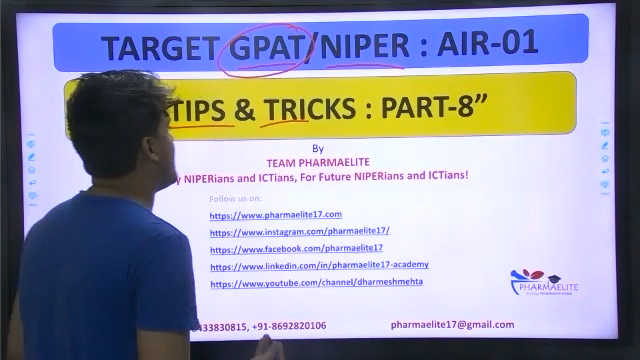 TARGET GPAT/NIPER : AIR-01
TIPS & TRICKS : PART-8”
By
TEAM PHARMAELITE
NIPERians and ICTians, For Future NIPERians and ICTians!
Follow us on:
https://www.pharmaelite17.com
https://www.instagram.com/pharmaelite17/
https://www.facebook.com/pharmaelite17
https://www.linkedin.com/in/pharmaelite17-academy
https://www.youtube.com/channel/dharmeshmehta
PHARMAELITE
433830815, +91-8692820106
pharmaelite17@gmail.com